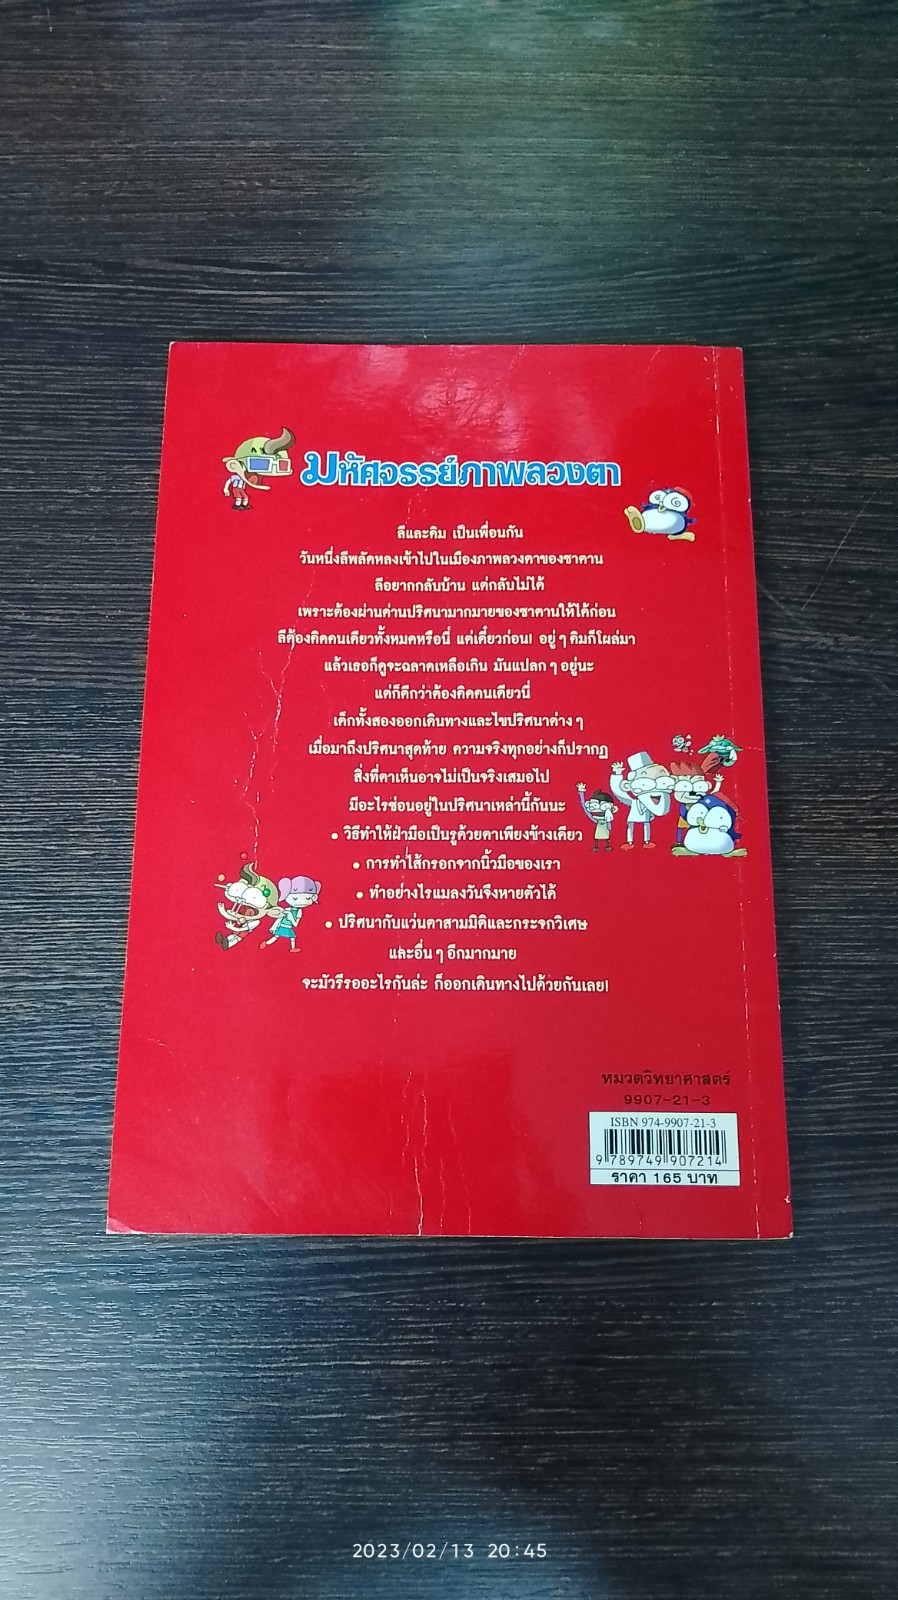 มหัศจรรย์ภาพลวงตา
ลีและคิม เป็นเพื่อนกัน
วันหนึ่งลีพลัดหลงเข้าไปในเมืองภาพลวงตาของซาตาน
ลีอยากกลับบ้าน แต่กลับไม่ได้
เพราะต้องผ่านด่านปริศนามากมายของซาตานให้ได้ก่อน
ลีต้องคิดคนเดียวทั้งหมดหรือนี่ แต่เดี๋ยวก่อน! อยู่ ๆ คิมก็โผล่มา
แล้วเธอก็ดูจะฉลาดเหลือเกิน มันแปลก ๆ อยู่นะ
แต่ก็ดีกว่าต้องคิดคนเดียวนี่
เด็กทั้งสองออกเดินทางและไขปริศนาต่าง ๆ
เมื่อมาถึงปริศนาสุดท้าย ความจริงทุกอย่างก็ปรากฏ
สิ่งที่ตาเห็นอาจไม่เป็นจริงเสมอไป
มีอะไรซ่อนอยู่ในปริศนาเหล่านี้กันนะ
• วิธีทำให้ฝ่ามือเป็นรูด้วยตาเพียงข้างเดียว
• การทำไส้กรอกจากนิ้วมือของเรา
• ทำอย่างไรแมลงวันจึงหายตัวได้
• ปริศนากับแว่นตาสามมิติและกระจกวิเศษ
และอื่น ๆ อีกมากมาย
จะมัวรีรออะไรกันล่ะ ก็ออกเดินทางไปด้วยกันเลย!
หมวดวิทยาศาสตร์
9907-21-3
ISBN 974-9907-21-3
9 789749 907214
ราคา 165 บาท
2023/02/13 20:45